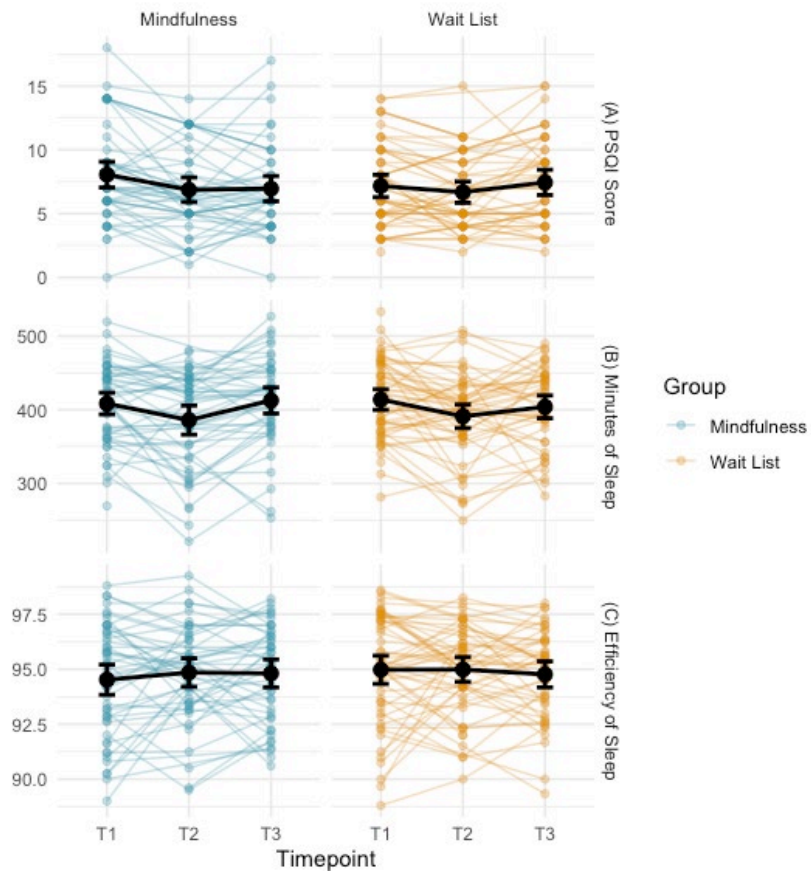 Mindfulness
Wait List
15
10
5
0
(A) PSQI Score
500
400
300
(B) Minutes of Sleep
97.5
95.0
92.5
90.0
(C) Efficiency of Sleep
T1 T2 T3
T1 T2 T3
Timepoint
Group
Mindfulness
Wait List